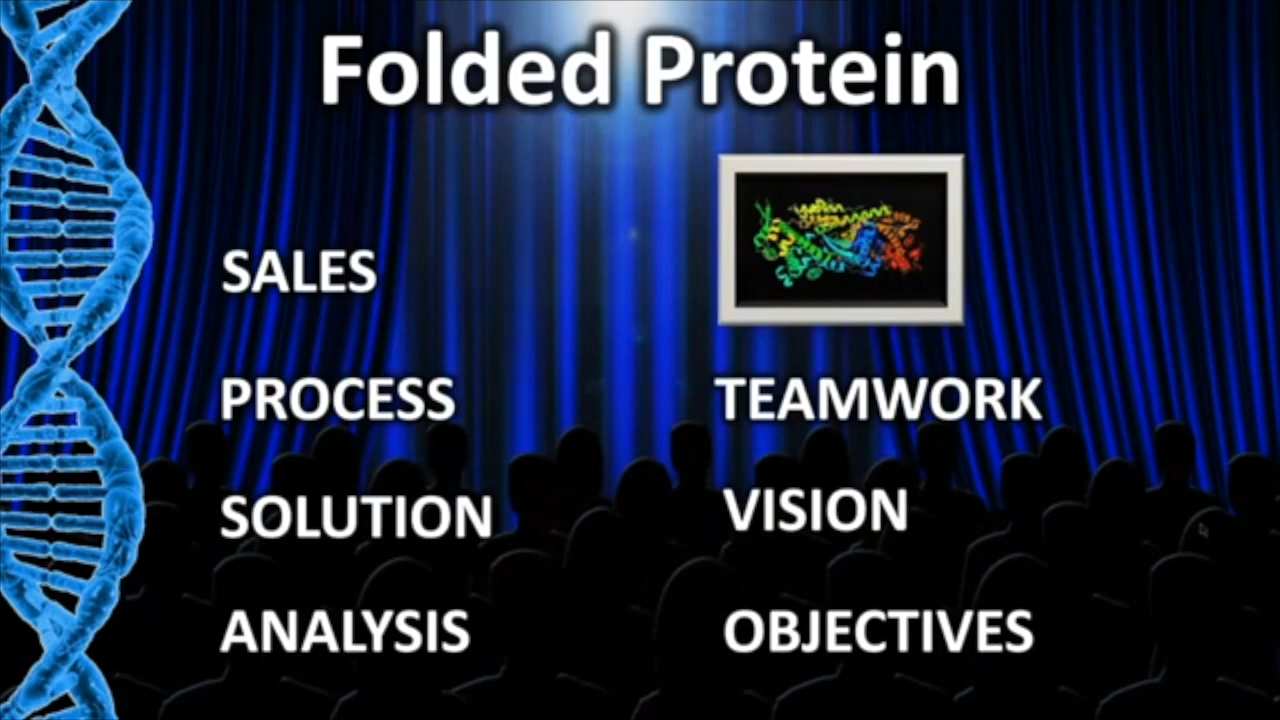 Folded Protein
SALES
PROCESS
TEAMWORK
SOLUTION
VISION
ANALYSIS
OBJECTIVES